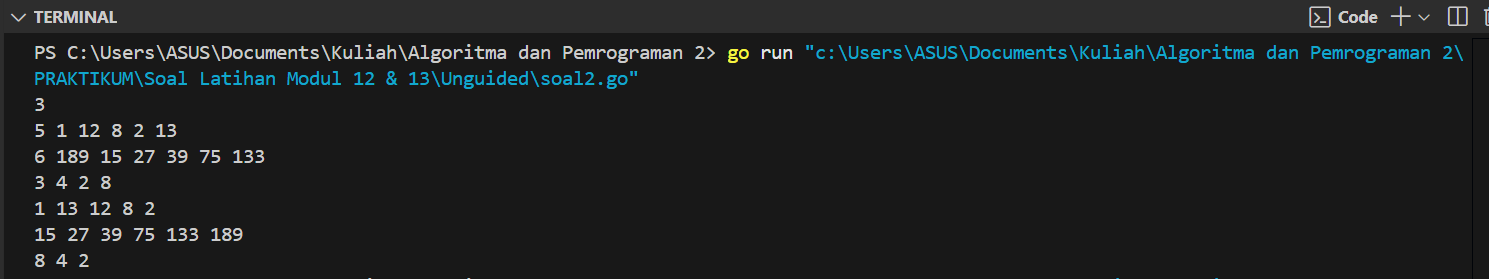 TERMINAL
Code
PS C:\Users\ASUS\Documents\Kuliah\Algoritma dan Pemrograman 2> go run "c:\Users\ASUS\Documents\Kuliah\Algoritma dan Pemrograman 2\
PRAKTIKUM\Soal Latihan Modul 12 & 13\Unguided\soal2.go"
3
5 1 12 8 2 13
6 189 15 27 39 75 133
3 4 2 8
1 13 12 8 2
15 27 39 75 133 189
8 4 2